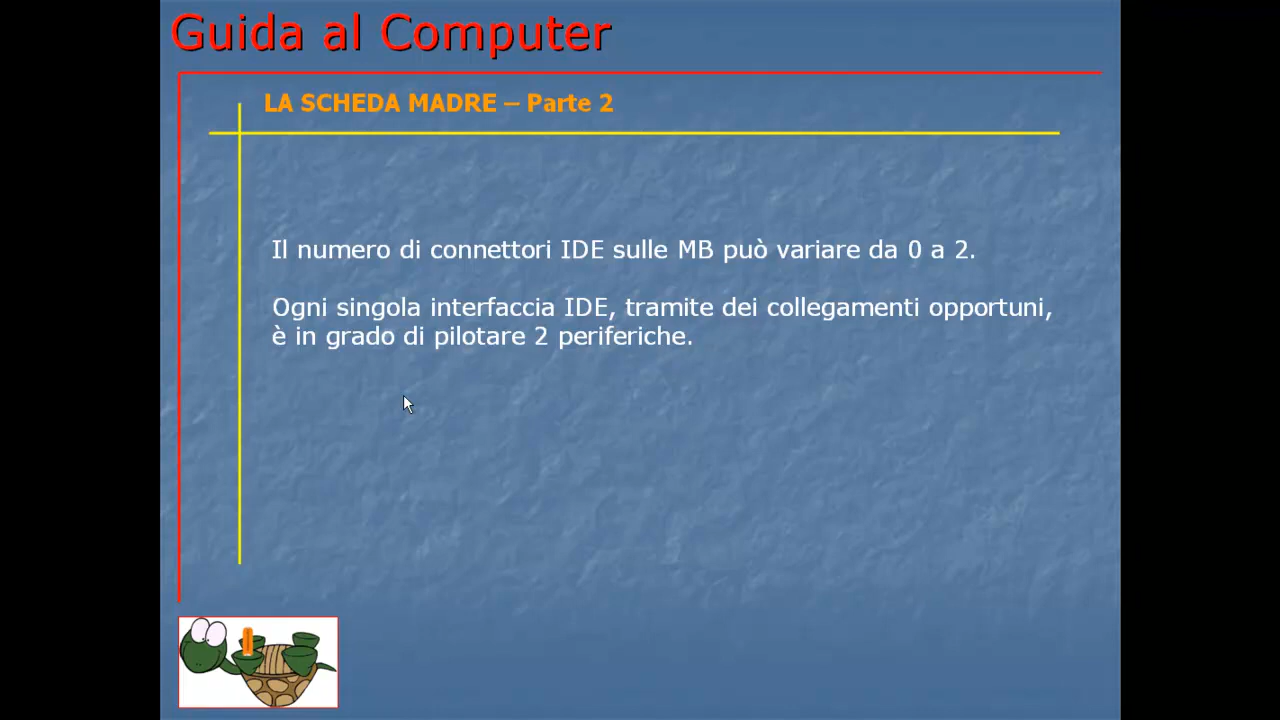 Guida al Computer
LA SCHEDA MADRE – Parte 2
Il numero di connettori IDE sulle MB può variare da 0 a 2.
Ogni singola interfaccia IDE, tramite dei collegamenti opportuni,
è in grado di pilotare 2 periferiche.